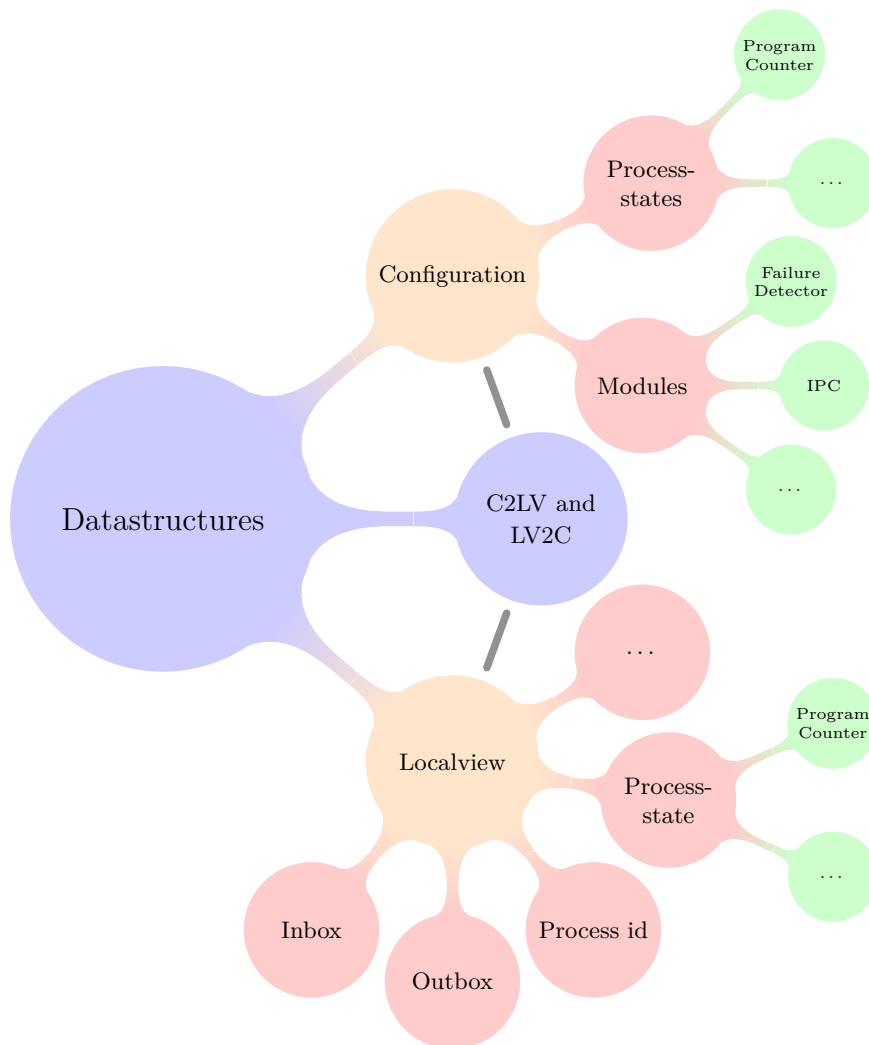 Program
Counter
Process-
states
...
Configuration
Failure
Detector
Modules
IPC
...
C2LV and
LV2C
Datastructures
...
Program
Counter
Localview
Process-
state
...
Inbox
Process id
Outbox